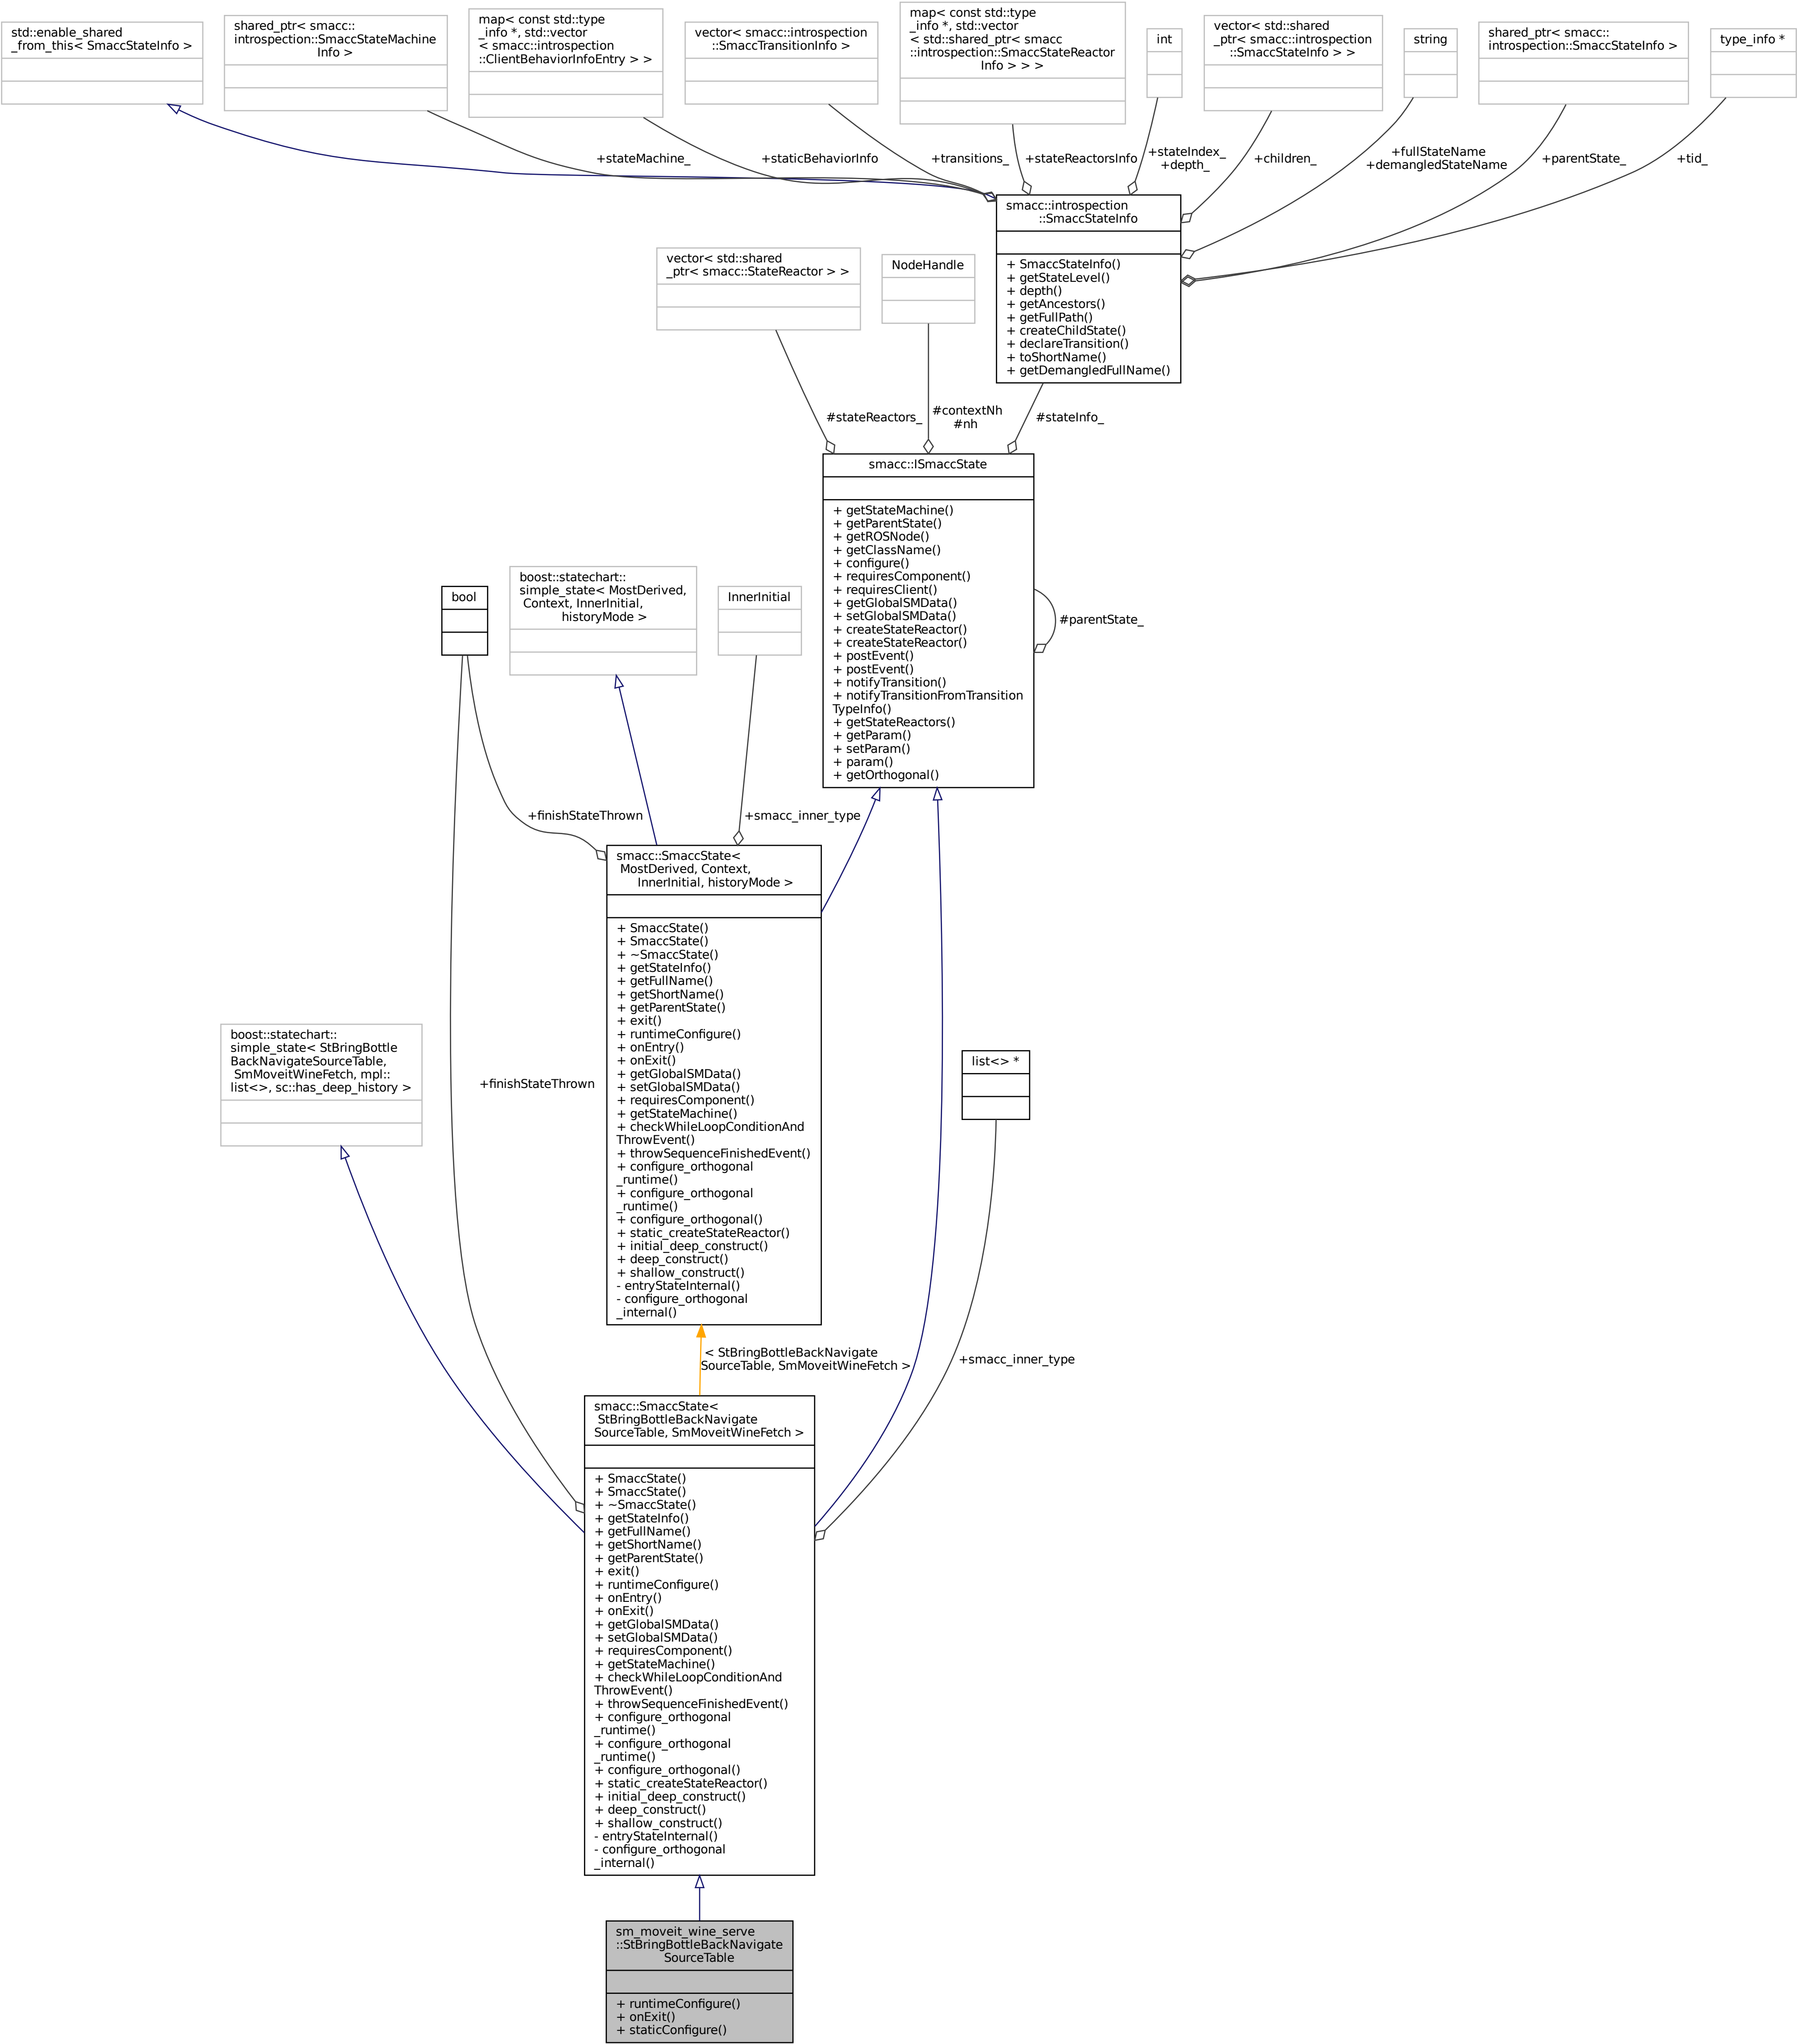 std::enable_shared
_from_this< SmaccStateInfo >
shared_ptr< smacc::
introspection::SmaccStateMachine
Info >
map< const std::type
_info *, std::vector
< smacc::introspection
::ClientBehaviorInfoEntry > >
vector< smacc::introspection
::SmaccTransitionInfo >
map< const std::type
_info *, std::vector
< std::shared_ptr< smacc
::introspection::SmaccStateReactor
Info > > >
int
vector< std::shared
_ptr< smacc::introspection
::SmaccStateInfo > >
string
shared_ptr< smacc::
introspection::SmaccStateInfo >
type_info *
+stateMachine_
+staticBehaviorInfo
+transitions_
+stateReactorsInfo
+stateIndex_
+depth_
+children_
+fullStateName
+demangledStateName
+parentState_
+tid_
smacc::introspection
::SmaccStateInfo
+ SmaccStateInfo()
+ getStateLevel()
+ depth()
+ getAncestors()
+ getFullPath()
+ createChildState()
+ declareTransition()
+ toShortName()
+ getDemangledFullName()
vector< std::shared
_ptr< smacc::StateReactor > >
NodeHandle
#stateReactors_
#contextNh
#nh
#stateInfo_
smacc::ISmaccState
+ getStateMachine()
+ getParentState()
+ getROSNode()
+ getClassName()
+ configure()
+ requiresComponent()
+ requiresClient()
+ getGlobalSMData()
+ setGlobalSMData()
+ createStateReactor()
+ createStateReactor()
+ postEvent()
+ postEvent()
+ notifyTransition()
+ notifyTransitionFromTransition
TypeInfo()
+ getStateReactors()
+ getParam()
+ setParam()
+ param()
+ getOrthogonal()
#parentState_
bool
boost::statechart::
simple_state< MostDerived,
Context, InnerInitial,
historyMode >
InnerInitial
+finishStateThrown
+smacc_inner_type
smacc::SmaccState<
MostDerived, Context,
InnerInitial, historyMode >
+ SmaccState()
+ SmaccState()
+ ~SmaccState()
+ getStateInfo()
+ getFullName()
+ getShortName()
+ getParentState()
+ exit()
+ runtimeConfigure()
+ onEntry()
+ onExit()
+ getGlobalSMData()
+ setGlobalSMData()
+ requiresComponent()
+ getStateMachine()
+ checkWhileLoopConditionAnd
ThrowEvent()
+ throwSequenceFinishedEvent()
+ configure_orthogonal
_runtime()
+ configure_orthogonal
_runtime()
+ configure_orthogonal()
+ static_createStateReactor()
+ initial_deep_construct()
+ deep_construct()
+ shallow_construct()
- entryStateInternal()
- configure_orthogonal
_internal()
boost::statechart::
simple_state< StBringBottle
BackNavigateSourceTable,
SmMoveitWineFetch, mpl::
list<>, sc::has_deep_history >
+finishStateThrown
list<> *
< StBringBottleBackNavigate
SourceTable, SmMoveitWineFetch >
+smacc_inner_type
smacc::SmaccState<
StBringBottleBackNavigate
SourceTable, SmMoveitWineFetch >
+ SmaccState()
+ SmaccState()
+ ~SmaccState()
+ getStateInfo()
+ getFullName()
+ getShortName()
+ getParentState()
+ exit()
+ runtimeConfigure()
+ onEntry()
+ onExit()
+ getGlobalSMData()
+ setGlobalSMData()
+ requiresComponent()
+ getStateMachine()
+ checkWhileLoopConditionAnd
ThrowEvent()
+ throwSequenceFinishedEvent()
+ configure_orthogonal
_runtime()
+ configure_orthogonal
_runtime()
+ configure_orthogonal()
+ static_createStateReactor()
+ initial_deep_construct()
+ deep_construct()
+ shallow_construct()
- entryStateInternal()
- configure_orthogonal
_internal()
sm_moveit_wine_serve
::StBringBottleBackNavigate
SourceTable
+ runtimeConfigure()
+ onExit()
+ staticConfigure()